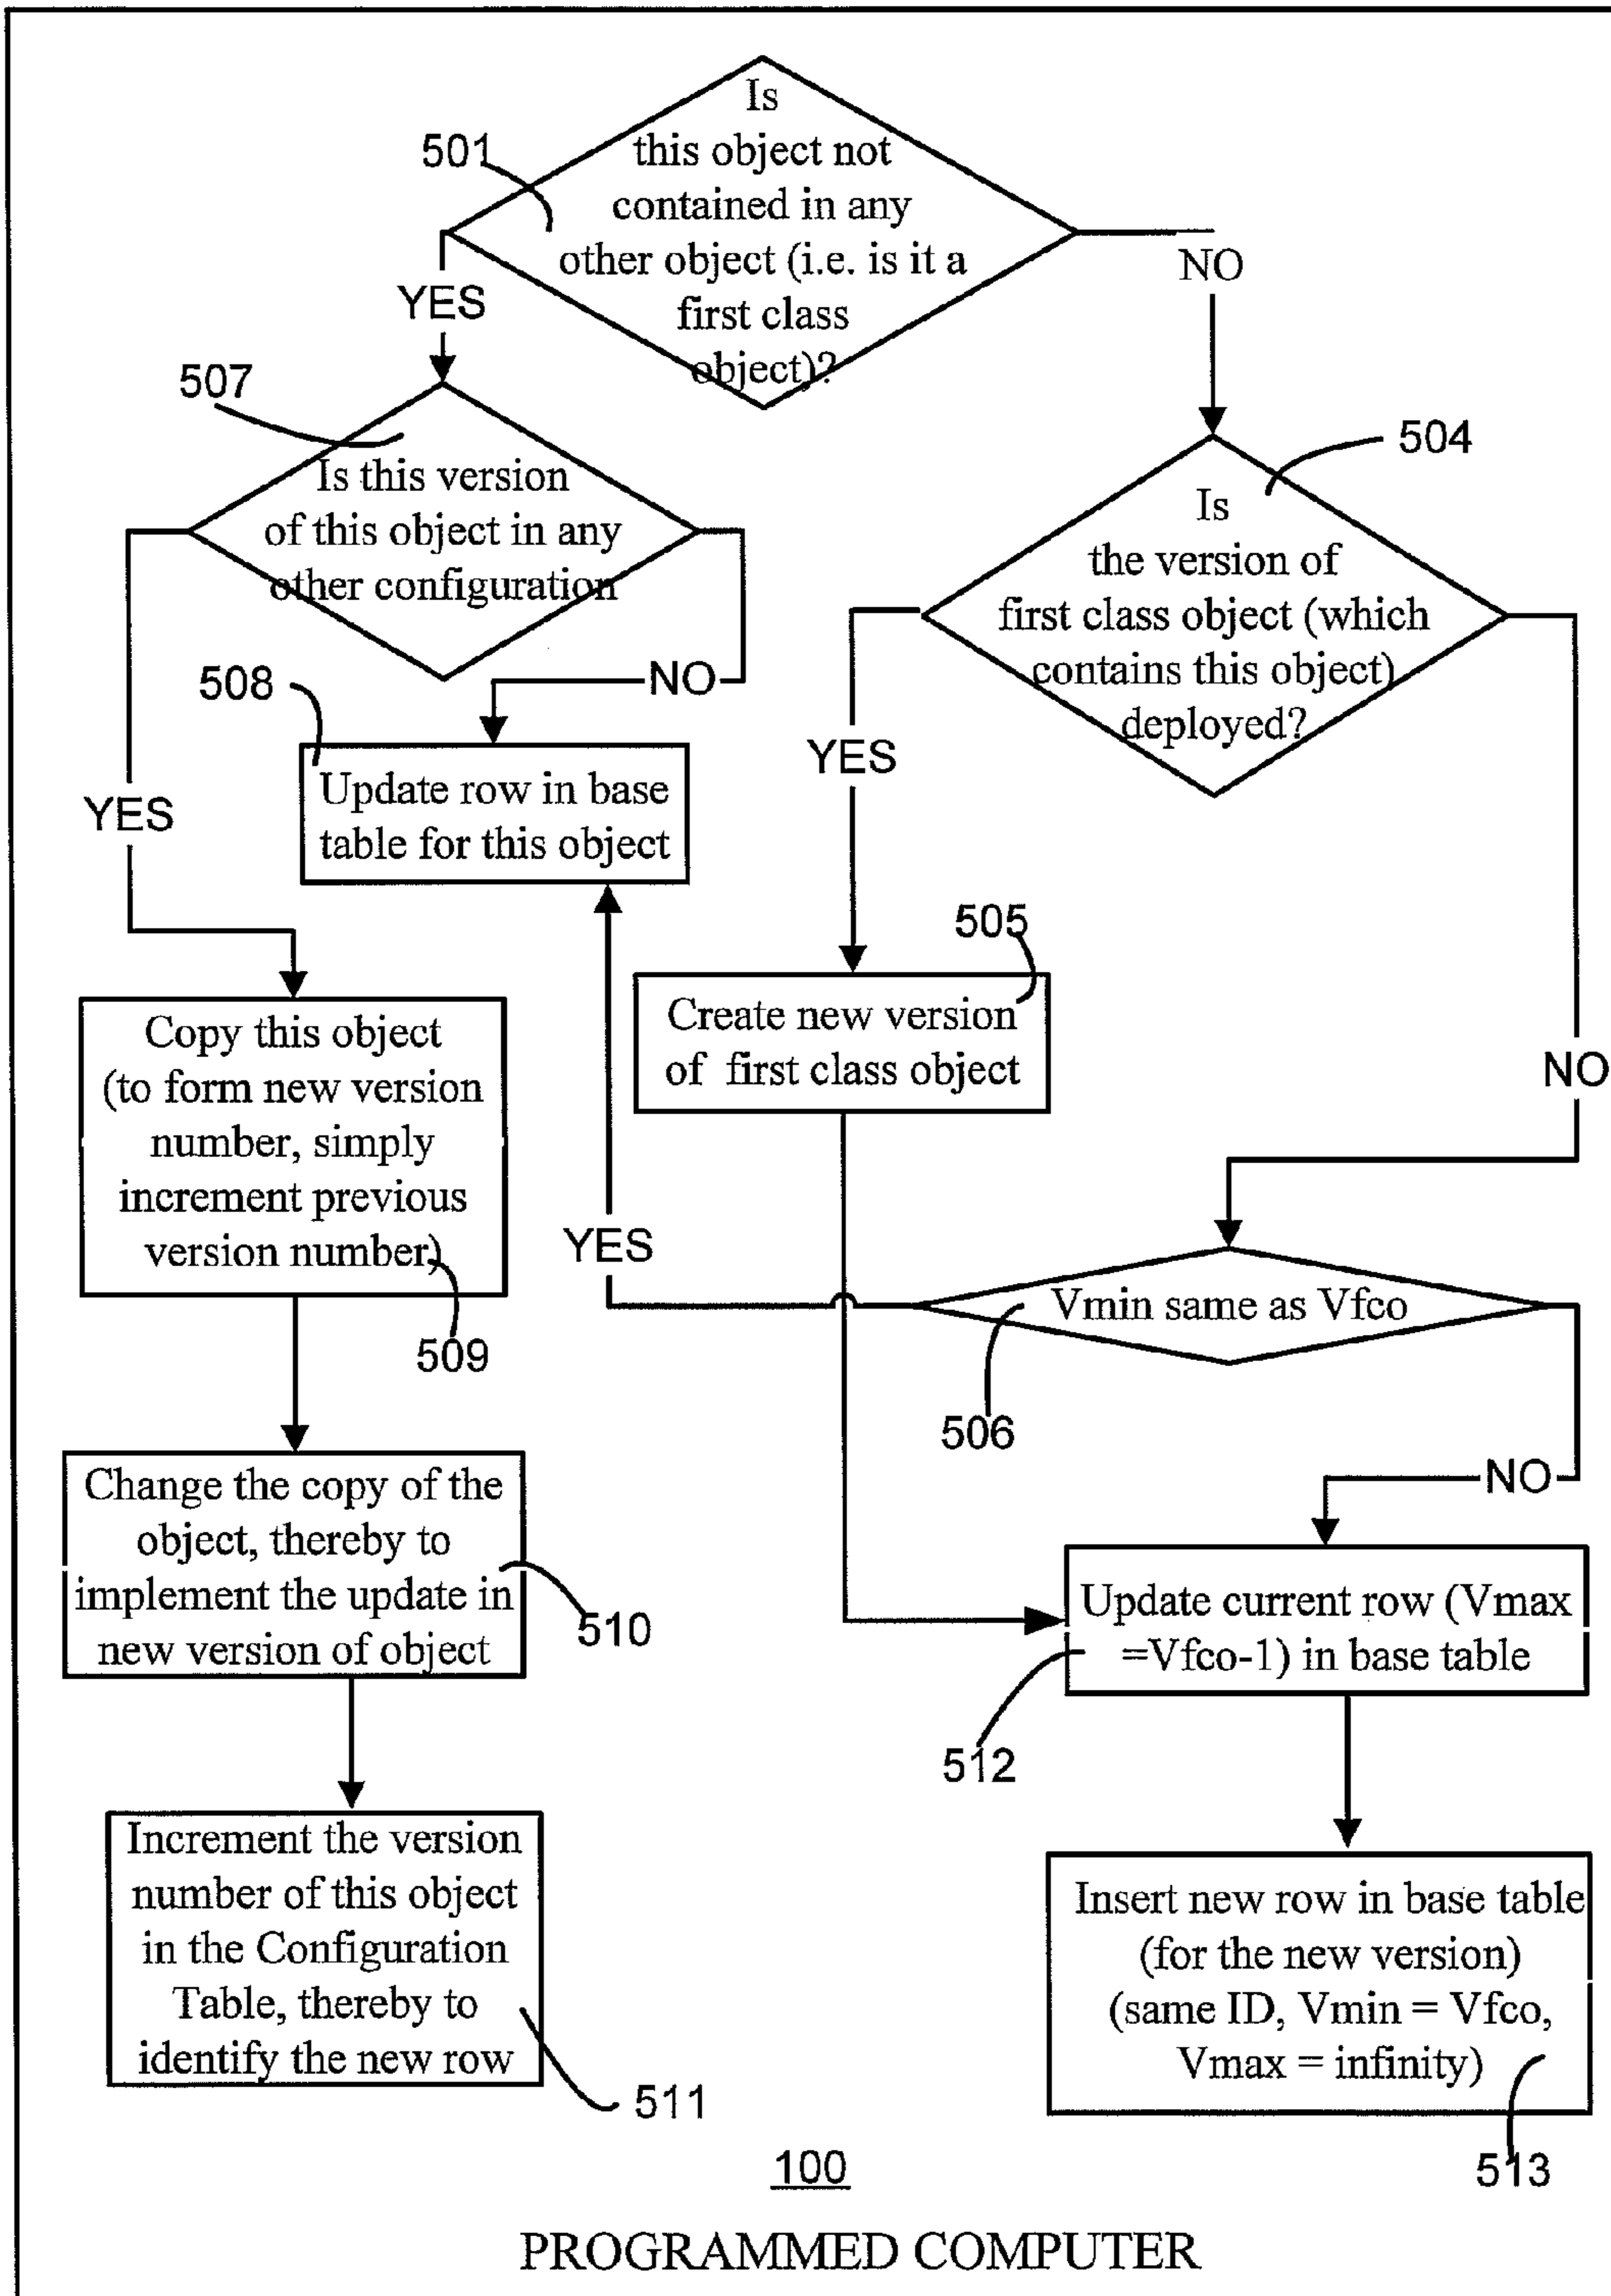 Is
this object not
contained in any
other object (i.e. is it a
first class
object)?
501
YES
NO
507
Is this version
of this object in any
other configuration
504
Is
the version of
first class object (which
contains this object)
deployed?
NO
508
Update row in base
table for this object
YES
YES
505
Create new version
of first class object
NO
Copy this object
(to form new version
number, simply
increment previous
version number)
509
YES
Vmin same as Vfco
506
NO
Change the copy of the
object, thereby to
implement the update in
new version of object
510
Update current row (Vmax
=Vfco-1) in base table
512
Increment the version
number of this object
in the Configuration
Table, thereby to
identify the new row
511
Insert new row in base table
(for the new version)
(same ID, Vmin = Vfco,
Vmax = infinity)
513
100
PROGRAMMED COMPUTER